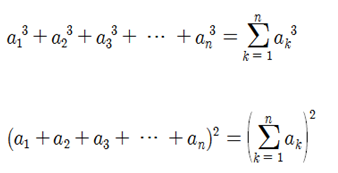 a₁³ + a₂³ + a₃³ + ⋯ + aₙ³ = ∑ₖ₌₁ⁿ aₖ³
(a₁ + a₂ + a₃ + ⋯ + aₙ)² = (∑ₖ₌₁ⁿ aₖ)²